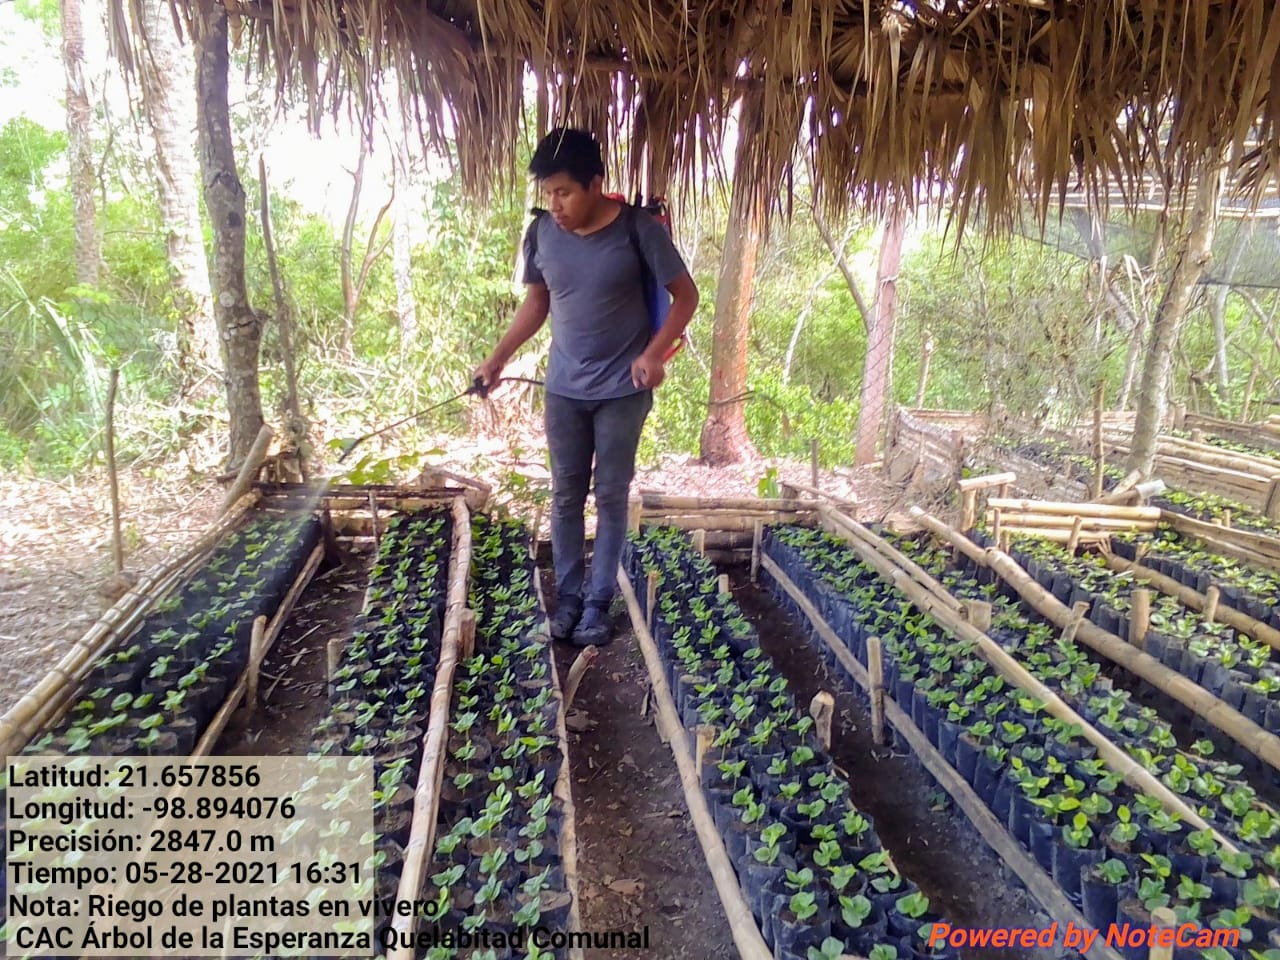 Latitud: 21.657856
Longitud: -98.894076
Precisión: 2847.0 m
Tiempo: 05-28-2021 16:31
Nota: Riego de plantas en vivero
CAC Árbol de la Esperanza Quelabitad Comunal
Powered by NoteCam